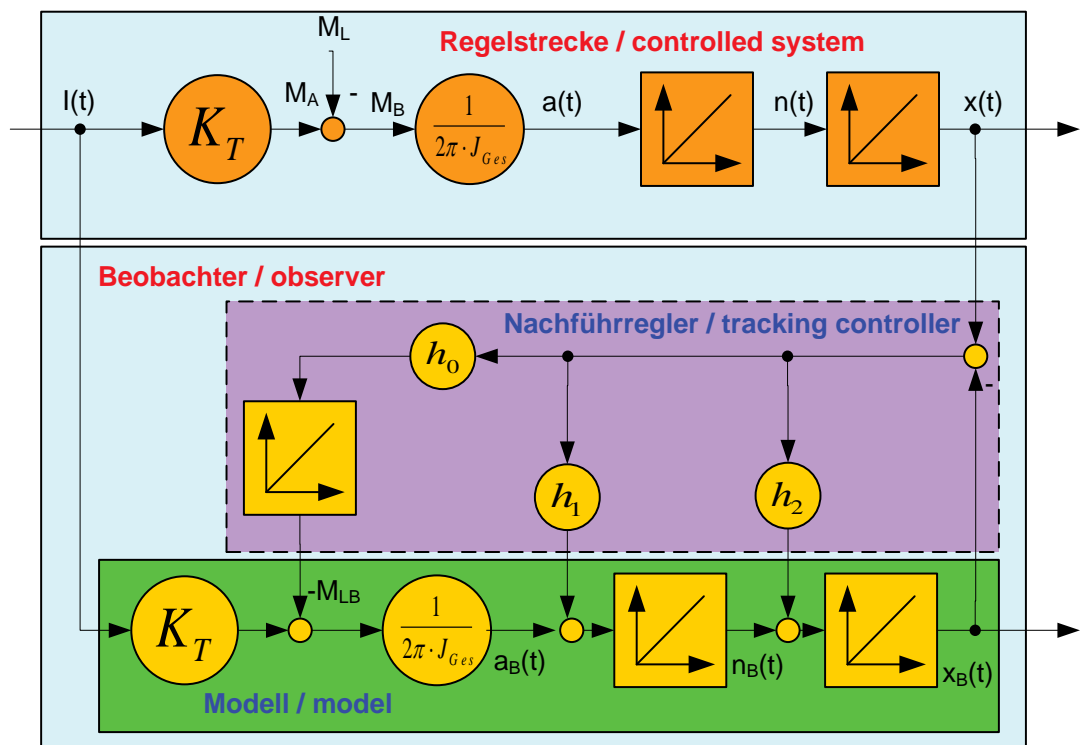 M_L
Regelstrecke / controlled system
I(t)
K_T
M_A
-
M_B
1
2π · J_Ges
a(t)
n(t)
x(t)
Beobachter / observer
Nachführregler / tracking controller
h_0
-
h_1
h_2
K_T
-M_LB
1
2π · J_Ges
a_B(t)
n_B(t)
x_B(t)
Modell / model